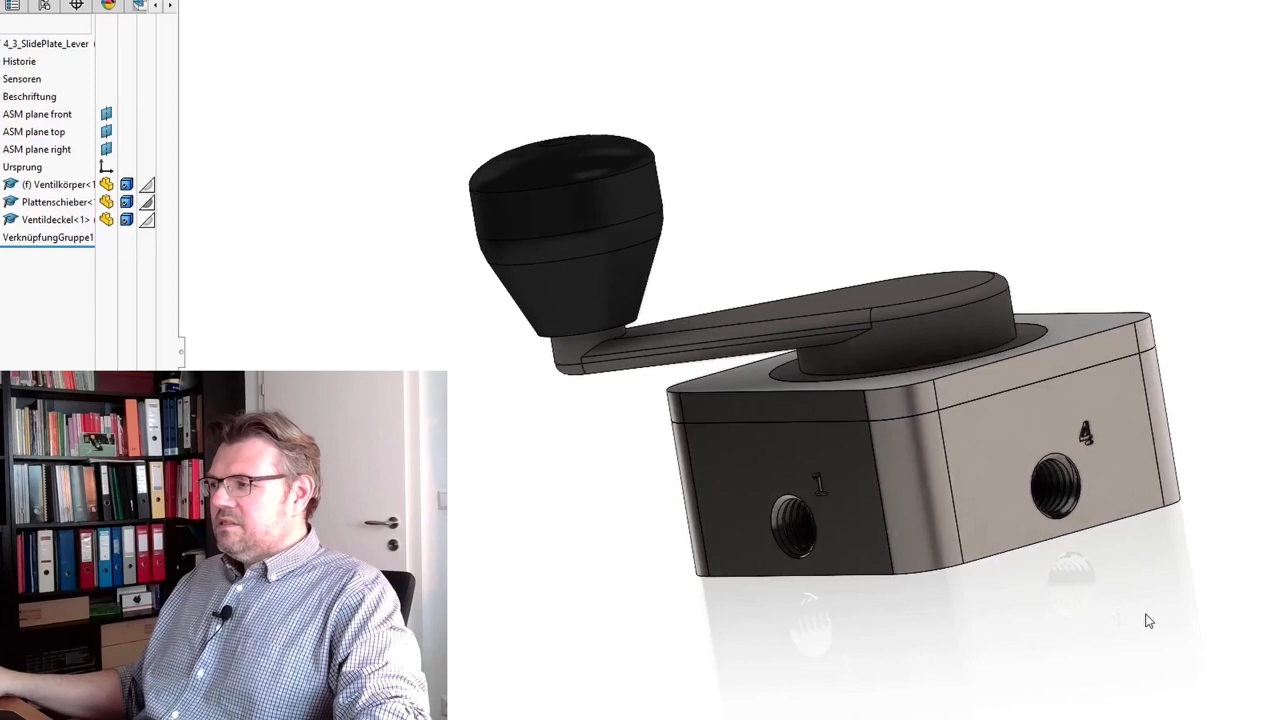 4_3_SlidePlate_Lever
Historie
Sensoren
Beschriftung
ASM plane front
ASM plane top
ASM plane right
Ursprung
(f) Ventilkörper<1
Plattenschieber<
Ventildeckel<1> (
VerknüpfungGruppe1
1
4